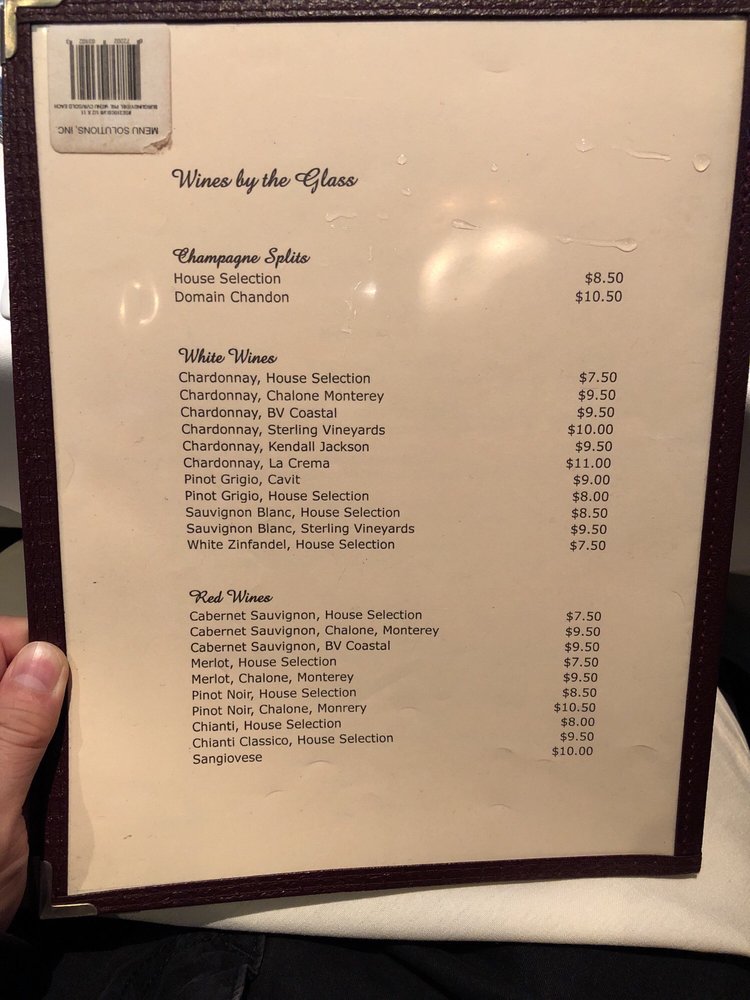 MENU SOLUTIONS, INC.
Wines by the Glass
Champagne Splits
House Selection $8.50
Domain Chandon $10.50
White Wines
Chardonnay, House Selection $7.50
Chardonnay, Chalone Monterey $9.50
Chardonnay, BV Coastal $9.50
Chardonnay, Sterling Vineyards $10.00
Chardonnay, Kendall Jackson $9.50
Chardonnay, La Crema $11.00
Pinot Grigio, Cavit $9.00
Pinot Grigio, House Selection $8.00
Sauvignon Blanc, House Selection $8.50
Sauvignon Blanc, Sterling Vineyards $9.50
White Zinfandel, House Selection $7.50
Red Wines
Cabernet Sauvignon, House Selection $7.50
Cabernet Sauvignon, Chalone, Monterey $9.50
Cabernet Sauvignon, BV Coastal $9.50
Merlot, House Selection $7.50
Merlot, Chalone, Monterey $9.50
Pinot Noir, House Selection $8.50
Pinot Noir, Chalone, Monrery $10.50
Chianti, House Selection $8.00
Chianti Classico, House Selection $9.50
Sangiovese $10.00